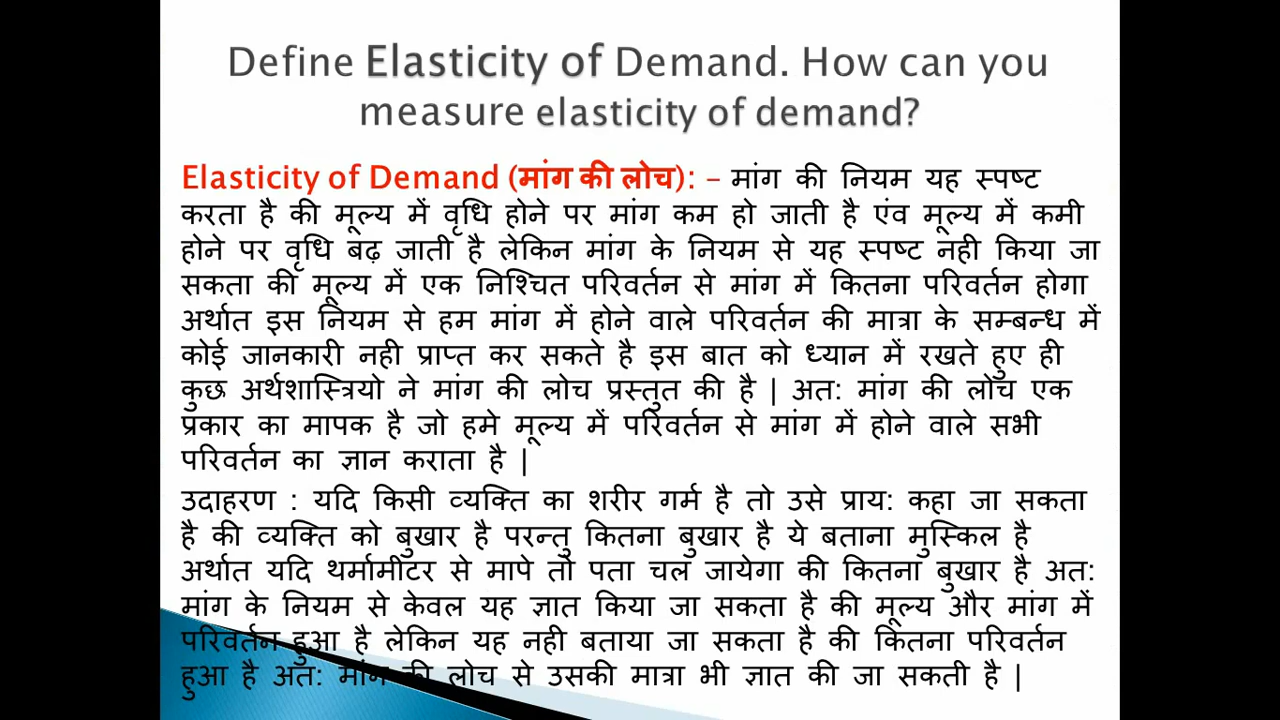 Define Elasticity of Demand. How can you
measure elasticity of demand?
Elasticity of Demand (मांग की लोच): – मांग की नियम यह स्पष्ट
करता है की मूल्य में वृधि होने पर मांग कम हो जाती है एंव मूल्य में कमी
होने पर वृधि बढ़ जाती है लेकिन मांग के नियम से यह स्पष्ट नही किया जा
सकता की मूल्य में एक निश्चित परिवर्तन से मांग में कितना परिवर्तन होगा
अर्थात इस नियम से हम मांग में होने वाले परिवर्तन की मात्रा के सम्बन्ध में
कोई जानकारी नही प्राप्त कर सकते है इस बात को ध्यान में रखते हुए ही
कुछ अर्थशास्त्रियो ने मांग की लोच प्रस्तुत की है | अत: मांग की लोच एक
प्रकार का मापक है जो हमे मूल्य में परिवर्तन से मांग में होने वाले सभी
परिवर्तन का ज्ञान कराता है |
उदाहरण : यदि किसी व्यक्ति का शरीर गर्म है तो उसे प्राय: कहा जा सकता
है की व्यक्ति को बुखार है परन्तु कितना बुखार है ये बताना मुस्किल है
अर्थात यदि थर्मामीटर से मापे तो पता चल जायेगा की कितना बुखार है अत:
मांग के नियम से केवल यह ज्ञात किया जा सकता है की मूल्य और मांग में
परिवर्तन हुआ है लेकिन यह नही बताया जा सकता है की कितना परिवर्तन
हुआ है अत: मांग की लोच से उसकी मात्रा भी ज्ञात की जा सकती है |